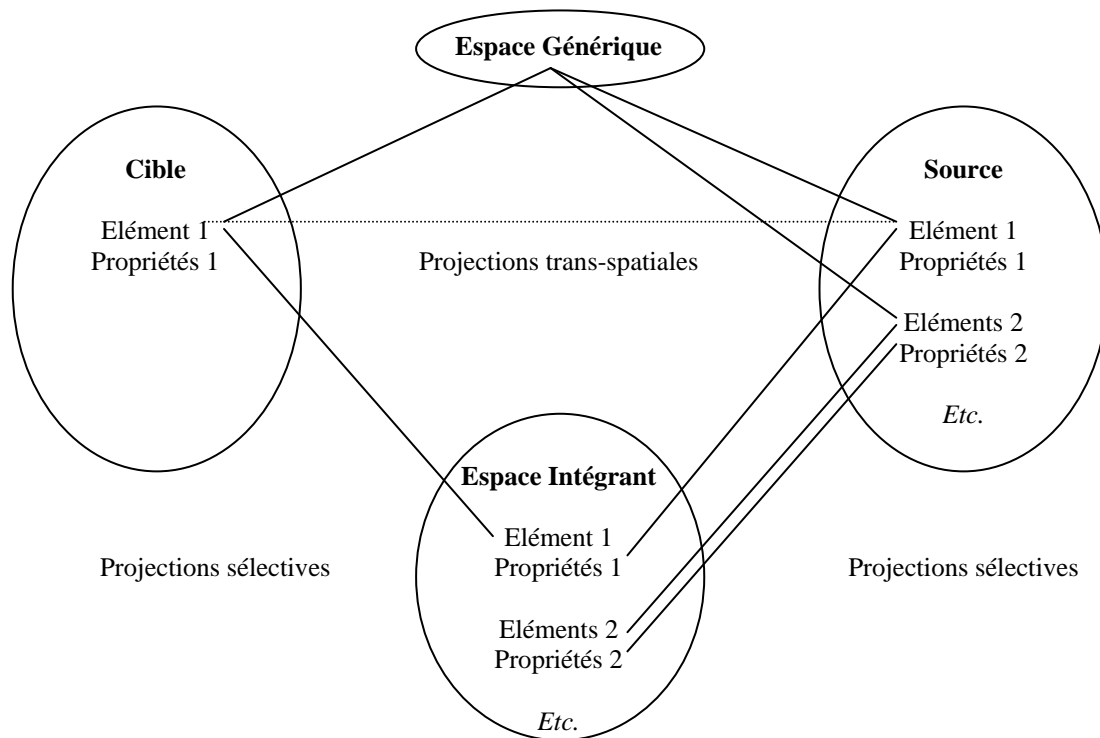 Espace Générique
Cible
Elément 1
Propriétés 1
Projections trans-spatiales
Source
Elément 1
Propriétés 1
Eléments 2
Propriétés 2
Etc.
Espace Intégrant
Elément 1
Propriétés 1
Eléments 2
Propriétés 2
Etc.
Projections sélectives
Projections sélectives